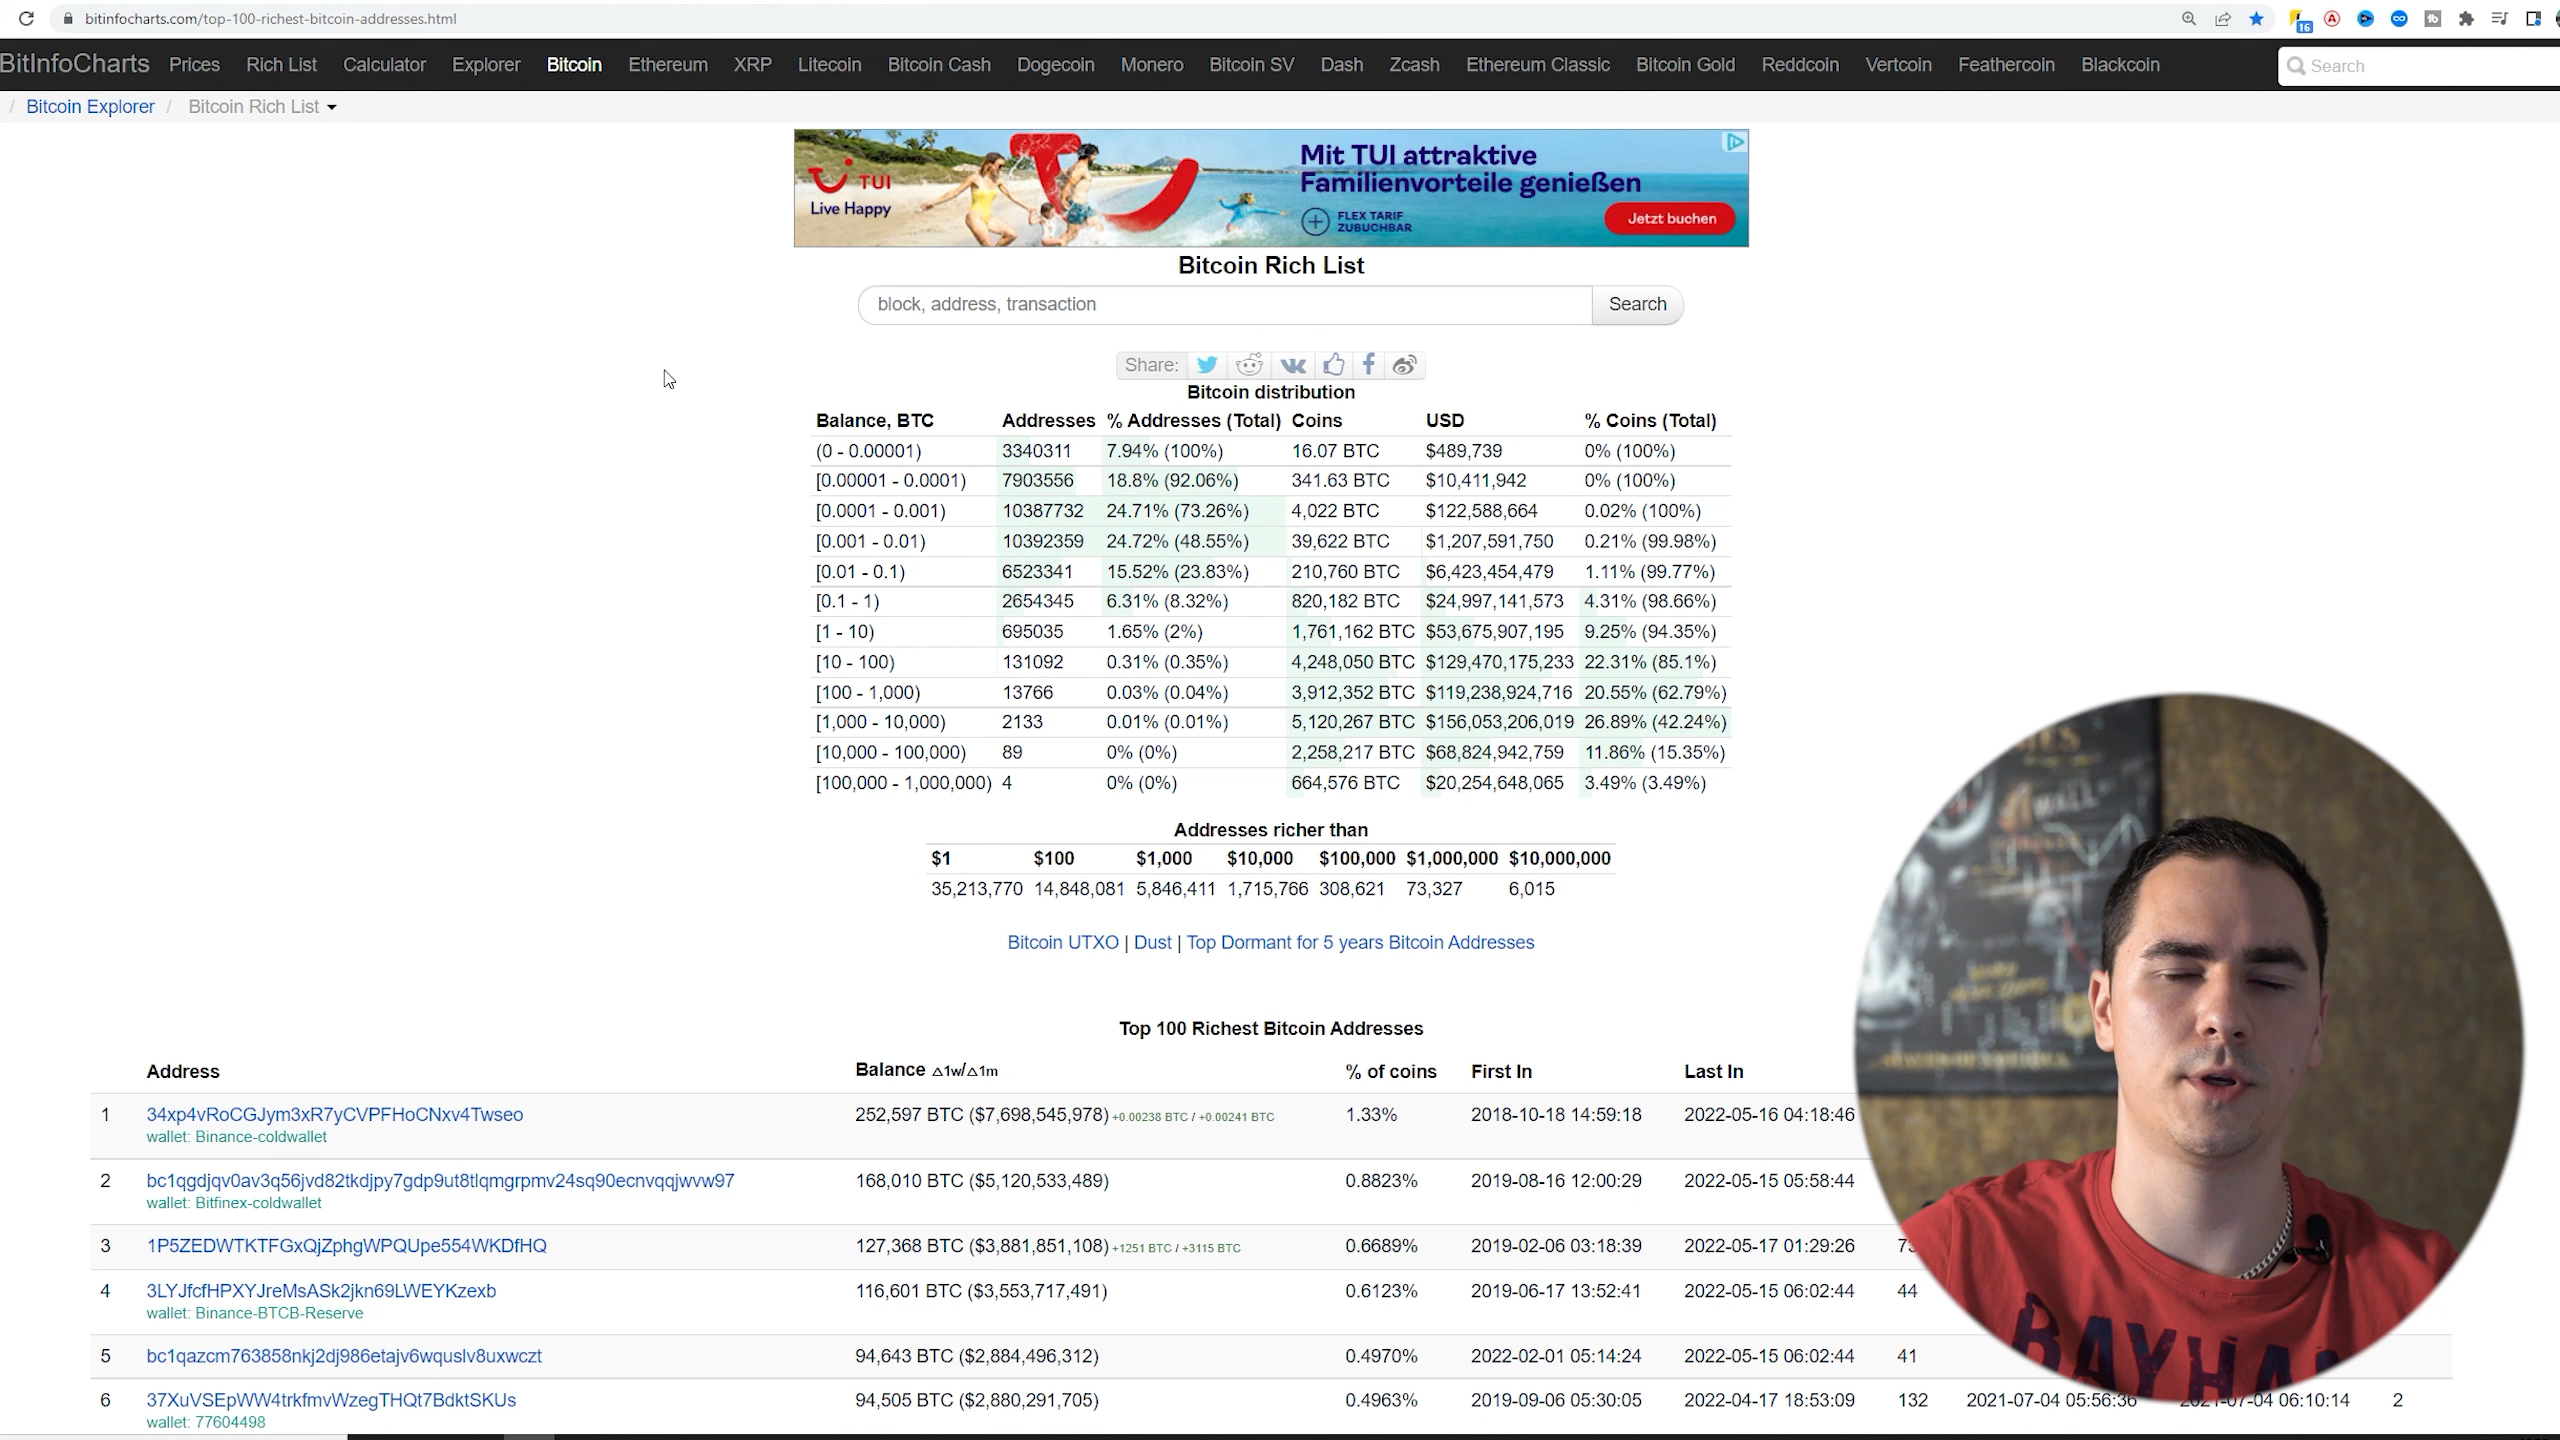 bitinfocharts.com/top-100-richest-bitcoin-addresses.html
16
BitInfoCharts Prices Rich List Calculator Explorer Bitcoin Ethereum XRP Litecoin Bitcoin Cash Dogecoin Monero Bitcoin SV Dash Zcash Ethereum Classic Bitcoin Gold Reddcoin Vertcoin Feathercoin Blackcoin Search
/ Bitcoin Explorer / Bitcoin Rich List
TUI
Live Happy
Mit TUI attraktive
Familienvorteile genießen
FLEX TARIF
ZUBUCHBAR
Jetzt buchen
Bitcoin Rich List
block, address, transaction Search
Share:
Bitcoin distribution
Balance, BTC Addresses % Addresses (Total) Coins USD % Coins (Total)
(0 - 0.00001) 3340311 7.94% (100%) 16.07 BTC $489,739 0% (100%)
[0.00001 - 0.0001) 7903556 18.8% (92.06%) 341.63 BTC $10,411,942 0% (100%)
[0.0001 - 0.001) 10387732 24.71% (73.26%) 4,022 BTC $122,588,664 0.02% (100%)
[0.001 - 0.01) 10392359 24.72% (48.55%) 39,622 BTC $1,207,591,750 0.21% (99.98%)
[0.01 - 0.1) 6523341 15.52% (23.83%) 210,760 BTC $6,423,454,479 1.11% (99.77%)
[0.1 - 1) 2654345 6.31% (8.32%) 820,182 BTC $24,997,141,573 4.31% (98.66%)
[1 - 10) 695035 1.65% (2%) 1,761,162 BTC $53,675,907,195 9.25% (94.35%)
[10 - 100) 131092 0.31% (0.35%) 4,248,050 BTC $129,470,175,233 22.31% (85.1%)
[100 - 1,000) 13766 0.03% (0.04%) 3,912,352 BTC $119,238,924,716 20.55% (62.79%)
[1,000 - 10,000) 2133 0.01% (0.01%) 5,120,267 BTC $156,053,206,019 26.89% (42.24%)
[10,000 - 100,000) 89 0% (0%) 2,258,217 BTC $68,824,942,759 11.86% (15.35%)
[100,000 - 1,000,000) 4 0% (0%) 664,576 BTC $20,254,648,065 3.49% (3.49%)
Addresses richer than
$1 $100 $1,000 $10,000 $100,000 $1,000,000 $10,000,000
35,213,770 14,848,081 5,846,411 1,715,766 308,621 73,327 6,015
Bitcoin UTXO | Dust | Top Dormant for 5 years Bitcoin Addresses
Top 100 Richest Bitcoin Addresses
Address Balance △1w/△1m % of coins First In Last In
1 34xp4vRoCGJym3xR7yCVPFHoCNxv4Twseo 252,597 BTC ($7,698,545,978) +0.00238 BTC / +0.00241 BTC 1.33% 2018-10-18 14:59:18 2022-05-16 04:18:46
wallet: Binance-coldwallet
2 bc1qgdjqv0av3q56jvd82tkdjpy7gdp9ut8tlqmgrpmv24sq90ecnvqqjwvw97 168,010 BTC ($5,120,533,489) 0.8823% 2019-08-16 12:00:29 2022-05-15 05:58:44
wallet: Bitfinex-coldwallet
3 1P5ZEDWTKTFGxQjZphgWPQUpe554WKDfHQ 127,368 BTC ($3,881,851,108) +1251 BTC / +3115 BTC 0.6689% 2019-02-06 03:18:39 2022-05-17 01:29:26
4 3LYJfcfHPXYJreMsASk2jkn69LWEYKzexb 116,601 BTC ($3,553,717,491) 0.6123% 2019-06-17 13:52:41 2022-05-15 06:02:44 44
wallet: Binance-BTCB-Reserve
5 bc1qazcm763858nkj2dj986etajv6wquslv8uxwczt 94,643 BTC ($2,884,496,312) 0.4970% 2022-02-01 05:14:24 2022-05-15 06:02:44 41
6 37XuVSEpWW4trkfmvWzegTHQt7BdktSKUs 94,505 BTC ($2,880,291,705) 0.4963% 2019-09-06 05:30:05 2022-04-17 18:53:09 132 2021-07-04 05:56:36 2021-07-04 06:10:14 2
wallet: 77604498
BAYHA